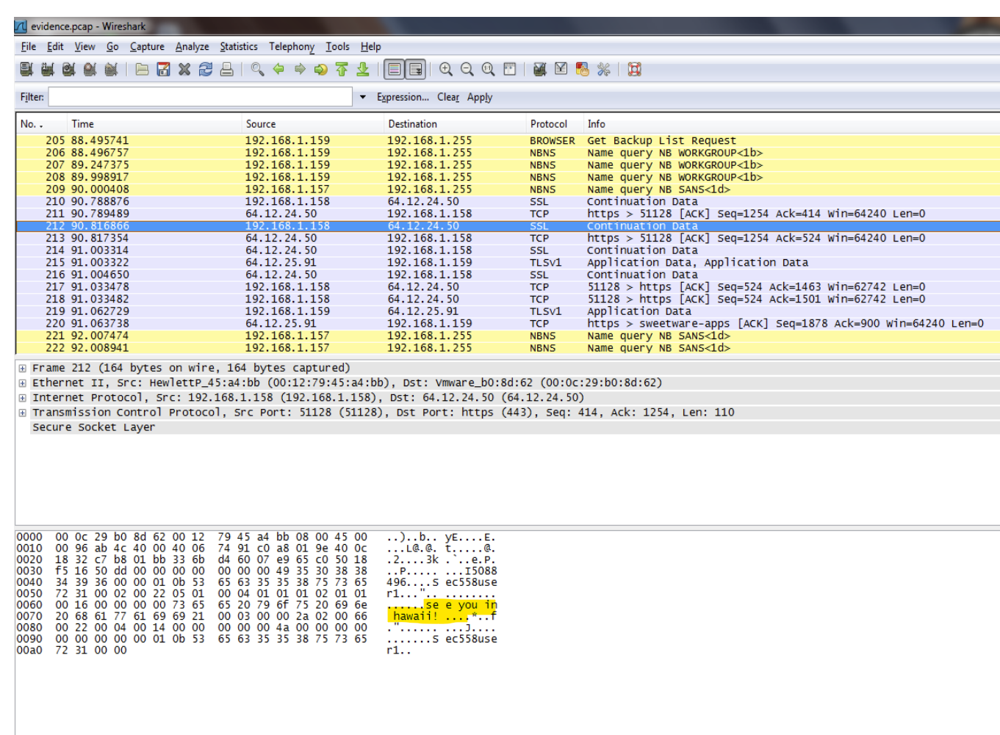 evidence.pcap - Wireshark
File Edit View Go Capture Analyze Statistics Telephony Tools Help
Filter: Expression... Clear Apply
No. . Time Source Destination Protocol Info
205 88.495741 192.168.1.159 192.168.1.255 BROWSER Get Backup List Request
206 88.496757 192.168.1.159 192.168.1.255 NBNS Name query NB WORKGROUP<1b>
207 89.247375 192.168.1.159 192.168.1.255 NBNS Name query NB WORKGROUP<1b>
208 89.998917 192.168.1.159 192.168.1.255 NBNS Name query NB WORKGROUP<1b>
209 90.000408 192.168.1.157 192.168.1.255 NBNS Name query NB SANS<1d>
210 90.788876 192.168.1.158 64.12.24.50 SSL Continuation Data
211 90.789489 64.12.24.50 192.168.1.158 TCP https > 51128 [ACK] Seq=1254 Ack=414 Win=64240 Len=0
212 90.816866 192.168.1.158 64.12.24.50 SSL Continuation Data
213 90.817354 64.12.24.50 192.168.1.158 TCP https > 51128 [ACK] Seq=1254 Ack=524 Win=64240 Len=0
214 91.003314 64.12.24.50 192.168.1.158 SSL Continuation Data
215 91.003322 64.12.25.91 192.168.1.159 TLSv1 Application Data, Application Data
216 91.004650 64.12.24.50 192.168.1.158 SSL Continuation Data
217 91.033478 192.168.1.158 64.12.24.50 TCP 51128 > https [ACK] Seq=524 Ack=1463 Win=62742 Len=0
218 91.033482 192.168.1.158 64.12.24.50 TCP 51128 > https [ACK] Seq=524 Ack=1501 Win=62742 Len=0
219 91.062729 192.168.1.159 64.12.25.91 TLSv1 Application Data
220 91.063738 64.12.25.91 192.168.1.159 TCP https > sweetware-apps [ACK] Seq=1878 Ack=900 Win=64240 Len=0
221 92.007474 192.168.1.157 192.168.1.255 NBNS Name query NB SANS<1d>
222 92.008941 192.168.1.157 192.168.1.255 NBNS Name query NB SANS<1d>
Frame 212 (164 bytes on wire, 164 bytes captured)
Ethernet II, Src: HewlettP_45:a4:bb (00:12:79:45:a4:bb), Dst: Vmware_b0:8d:62 (00:0c:29:b0:8d:62)
Internet Protocol, Src: 192.168.1.158 (192.168.1.158), Dst: 64.12.24.50 (64.12.24.50)
Transmission Control Protocol, Src Port: 51128 (51128), Dst Port: https (443), Seq: 414, Ack: 1254, Len: 110
Secure Socket Layer
0000 00 0c 29 b0 8d 62 00 12 79 45 a4 bb 08 00 45 00 ..)..b.. yE....E.
0010 00 96 ab 4c 40 00 40 06 74 91 c0 a8 01 9e 40 0c ...L@.@. t.....@.
0020 18 32 c7 b8 01 bb 33 6b d4 60 07 e9 65 c0 50 18 .2....3k .`..e.P.
0030 f5 16 50 dd 00 00 00 00 00 00 00 49 35 30 38 38 ..P..... ...I5088
0040 34 39 36 00 00 01 0b 53 65 63 35 35 38 75 73 65 496....S ec558use
0050 72 31 00 02 00 22 05 01 00 04 01 01 01 02 01 01 r1...".. ........
0060 00 16 00 00 00 00 73 65 65 20 79 6f 75 20 69 6e ......se e you in
0070 20 68 61 77 61 69 69 21 00 03 00 00 2a 02 00 66 hawaii! ....*..f
0080 00 22 00 04 00 14 00 00 00 00 00 4a 00 00 00 00 ."...... ...J....
0090 00 00 00 00 00 01 0b 53 65 63 35 35 38 75 73 65 .......S ec558use
00a0 72 31 00 00 r1..